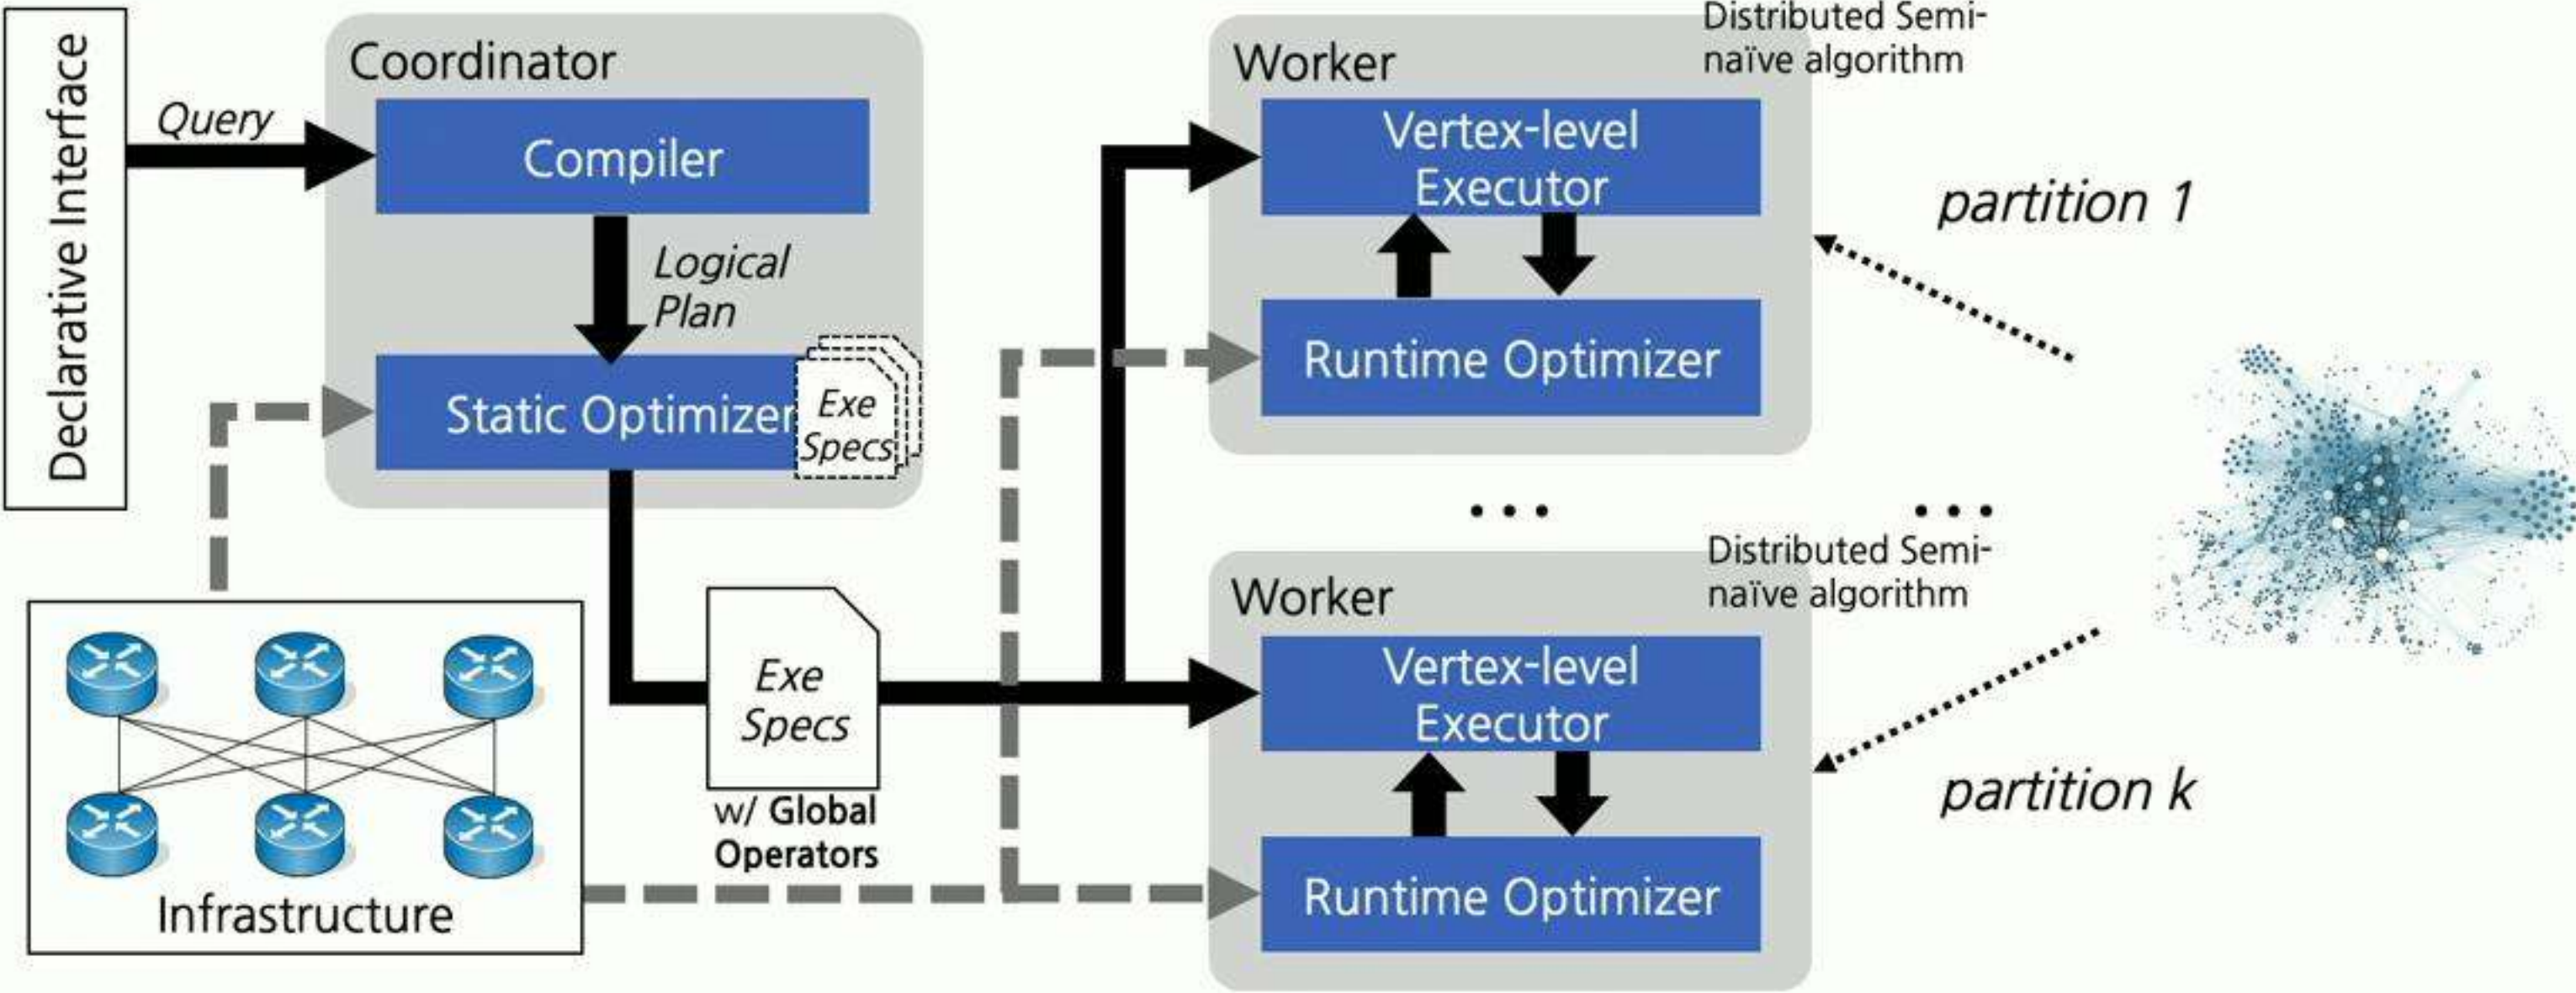 Declarative Interface
Query
Coordinator
Compiler
Logical
Plan
Static Optimizer
Exe
Specs
Exe
Specs
w/ Global
Operators
Infrastructure
Worker
Distributed Semi-
naïve algorithm
Vertex-level
Executor
Runtime Optimizer
partition 1
...
...
Worker
Distributed Semi-
naïve algorithm
Vertex-level
Executor
Runtime Optimizer
partition k